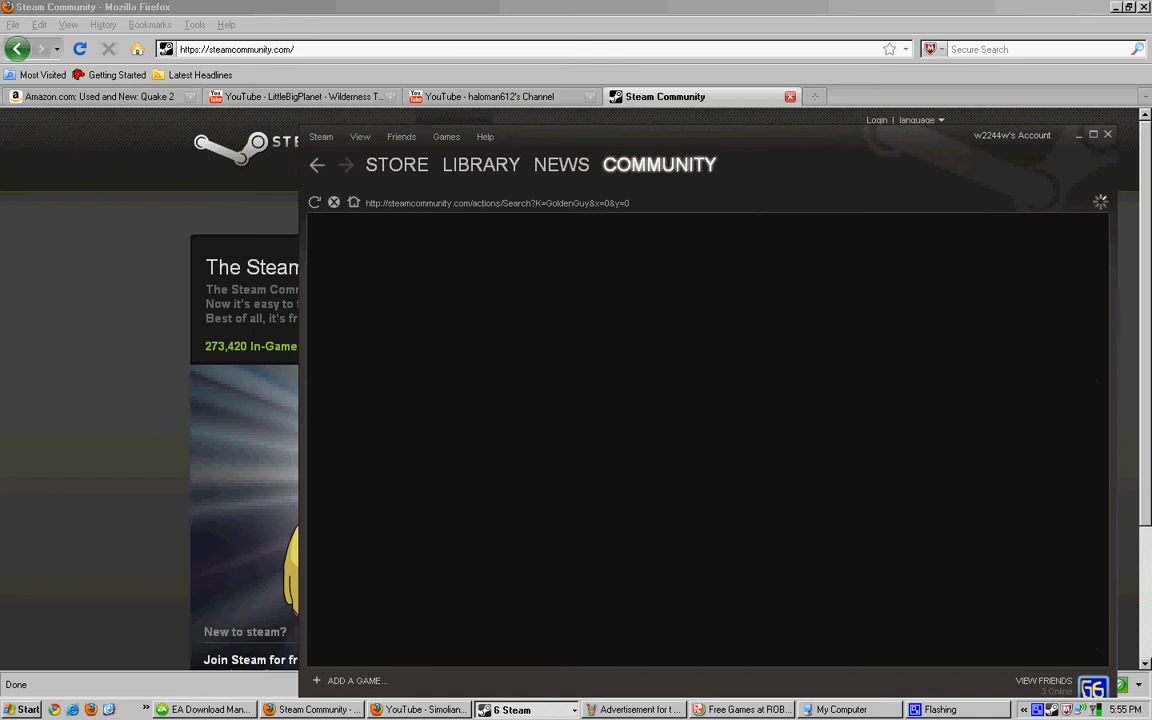 Steam Community - Mozilla Firefox
File Edit View History Bookmarks Tools Help
https://steamcommunity.com/
Secure Search
Most Visited Getting Started Latest Headlines
Amazon.com: Used and New: Quake 2
YouTube - LittleBigPlanet - Wilderness T...
YouTube - haloman612's Channel
Steam Community
Login | language
STE
Steam View Friends Games Help
w2244w's Account
STORE LIBRARY NEWS COMMUNITY
http://steamcommunity.com/actions/Search?K=GoldenGuy&x=0&y=0
The Steam
The Steam Com
Now it's easy to f
Best of all, it's fr
273,420 In-Game
New to steam?
Join Steam for fr
+ ADD A GAME...
VIEW FRIENDS
3 Online
GG
Done
Start
EA Download Man...
Steam Community - ...
YouTube - Simolian...
6 Steam
Advertisement for t ...
Free Games at ROB...
My Computer
Flashing
5:55 PM